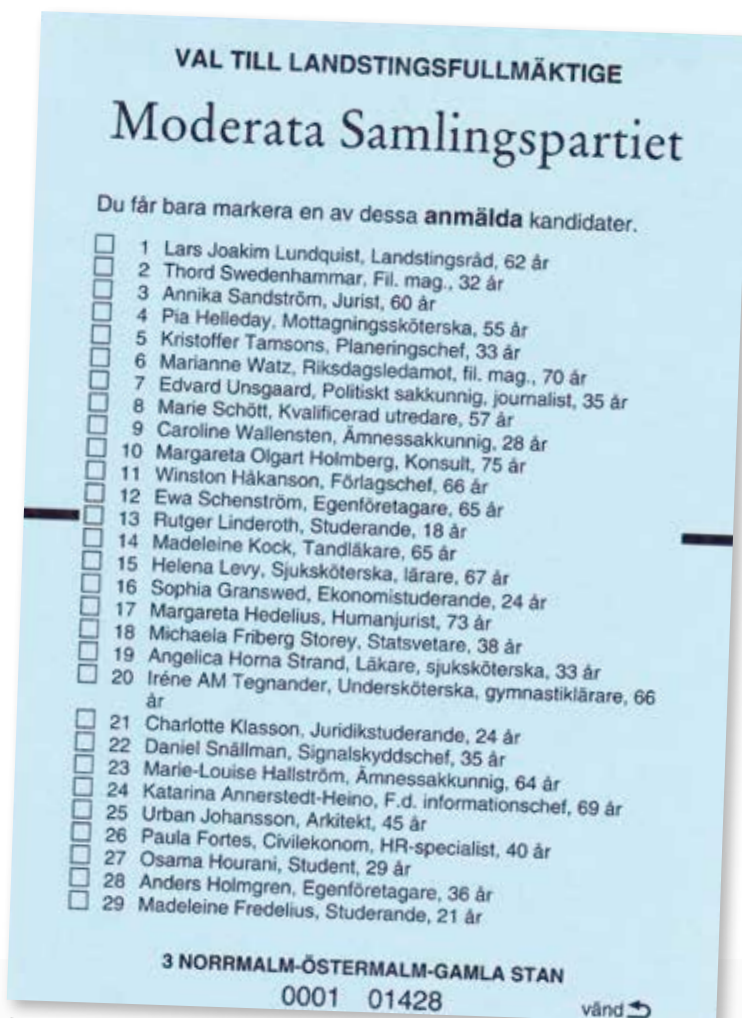 VAL TILL LANDSTINGSFULLMÄKTIGE
Moderata Samlingspartiet
Du får bara markera en av dessa anmälda kandidater.
1 Lars Joakim Lundquist, Landstingsråd, 62 år
2 Thord Swedenhammar, Fil. mag., 32 år
3 Annika Sandström, Jurist, 60 år
4 Pia Helleday, Mottagningssköterska, 55 år
5 Kristoffer Tamsons, Planeringschef, 33 år
6 Marianne Watz, Riksdagsledamot, fil. mag., 70 år
7 Edvard Unsgaard, Politiskt sakkunnig, journalist, 35 år
8 Marie Schött, Kvalificerad utredare, 57 år
9 Caroline Wallensten, Ämnessakkunnig, 28 år
10 Margareta Olgart Holmberg, Konsult, 75 år
11 Winston Håkanson, Förlagschef, 66 år
12 Ewa Schenström, Egenföretagare, 65 år
13 Rutger Linderoth, Studerande, 18 år
14 Madeleine Kock, Tandläkare, 65 år
15 Helena Levy, Sjuksköterska, lärare, 67 år
16 Sophia Granswed, Ekonomistuderande, 24 år
17 Margareta Hedelius, Humanjurist, 73 år
18 Michaela Friberg Storey, Statsvetare, 38 år
19 Angelica Horna Strand, Läkare, sjuksköterska, 33 år
20 Iréne AM Tegnander, Undersköterska, gymnastiklärare, 66
år
21 Charlotte Klasson, Juridikstuderande, 24 år
22 Daniel Snällman, Signalskyddschef, 35 år
23 Marie-Louise Hallström, Ämnessakkunnig, 64 år
24 Katarina Annerstedt-Heino, F.d. informationschef, 69 år
25 Urban Johansson, Arkitekt, 45 år
26 Paula Fortes, Civilekonom, HR-specialist, 40 år
27 Osama Hourani, Student, 29 år
28 Anders Holmgren, Egenföretagare, 36 år
29 Madeleine Fredelius, Studerande, 21 år
3 NORRMALM-ÖSTERMALM-GAMLA STAN
0001 01428
vänd